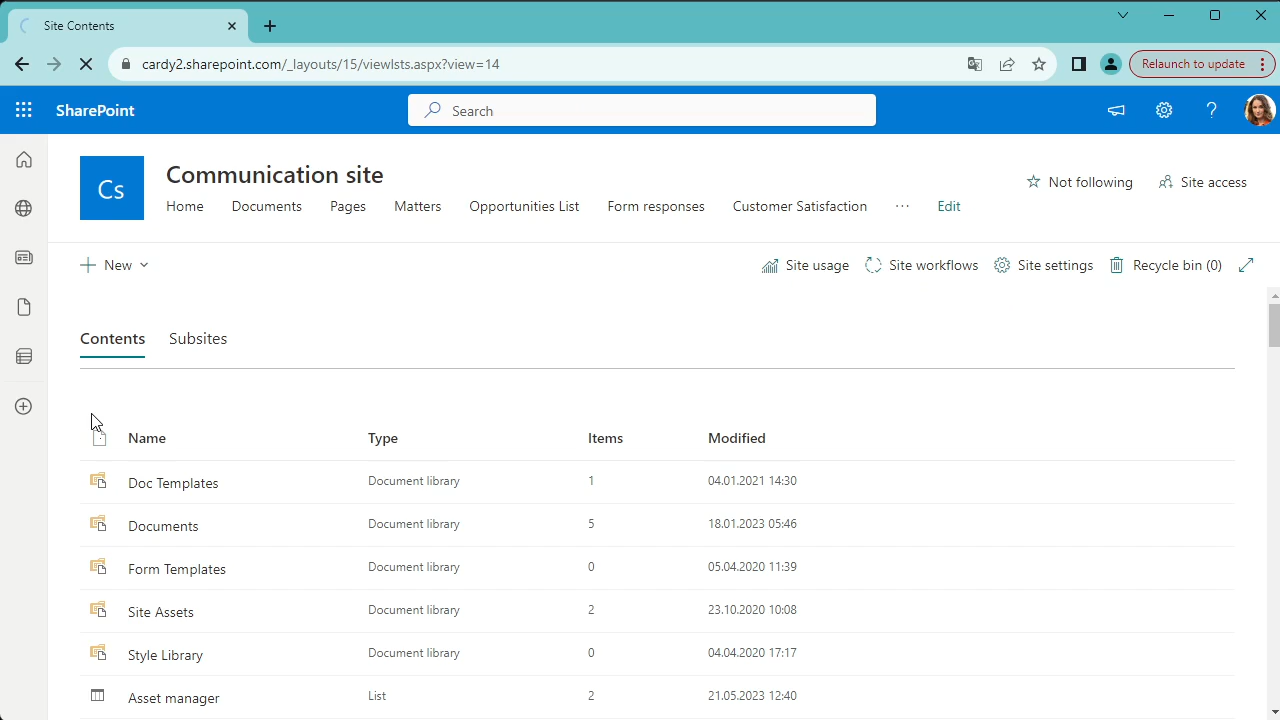 Site Contents
cardy2.sharepoint.com/_layouts/15/viewlsts.aspx?view=14
Relaunch to update
SharePoint
Search
Cs
Communication site
Home Documents Pages Matters Opportunities List Form responses Customer Satisfaction ··· Edit
Not following Site access
New
Site usage Site workflows Site settings Recycle bin (0)
Contents Subsites
Name Type Items Modified
Doc Templates Document library 1 04.01.2021 14:30
Documents Document library 5 18.01.2023 05:46
Form Templates Document library 0 05.04.2020 11:39
Site Assets Document library 2 23.10.2020 10:08
Style Library Document library 0 04.04.2020 17:17
Asset manager List 2 21.05.2023 12:40